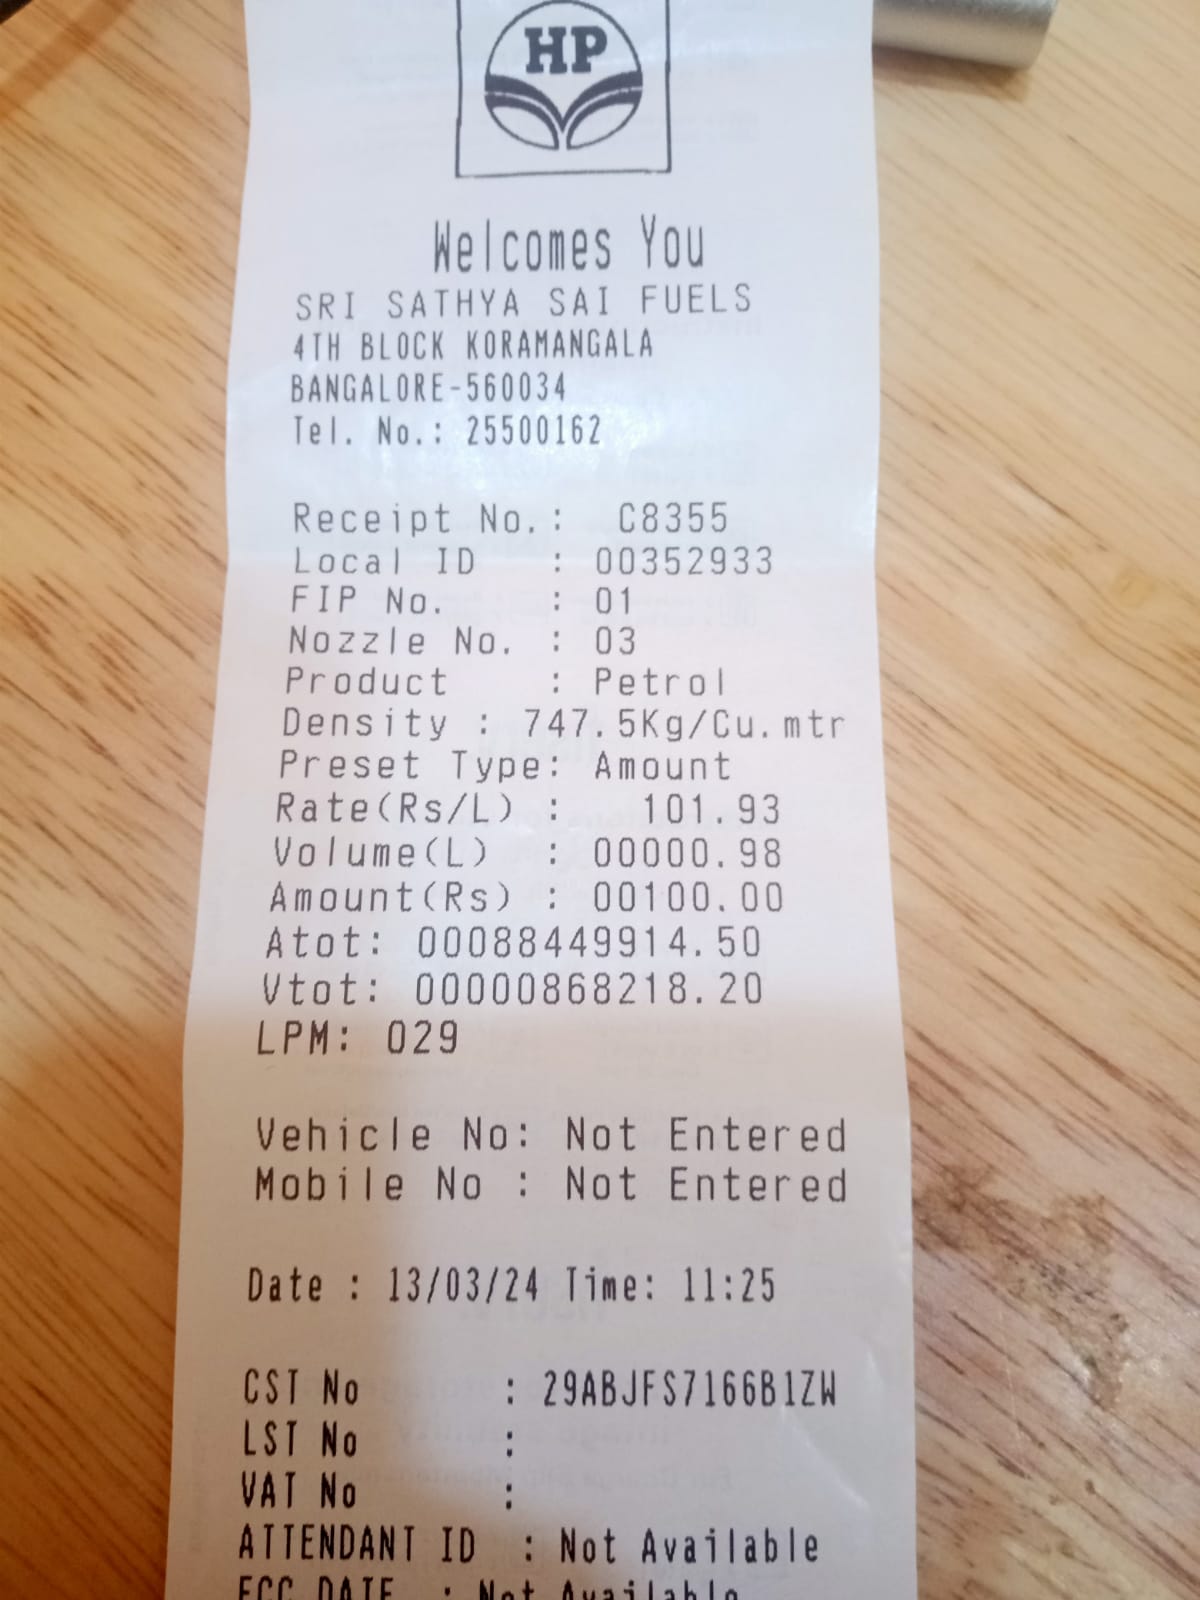 HP
Welcomes You
SRI SATHYA SAI FUELS
4TH BLOCK KORAMANGALA
BANGALORE-560034
Tel. No.: 25500162
Receipt No.: C8355
Local ID : 00352933
FIP No. : 01
Nozzle No. : 03
Product : Petrol
Density : 747.5Kg/Cu.mtr
Preset Type: Amount
Rate(Rs/L) : 101.93
Volume(L) : 00000.98
Amount(Rs) : 00100.00
Atot: 00088449914.50
Vtot: 00000868218.20
LPM: 029
Vehicle No: Not Entered
Mobile No : Not Entered
Date : 13/03/24 Time: 11:25
CST No : 29ABJFS7166B1ZW
LST No :
VAT No :
ATTENDANT ID : Not Available
FCC DATE : Not Available